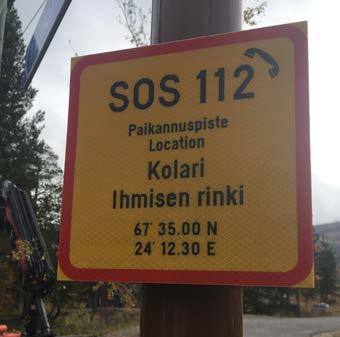 SOS 112
Paikannuspiste
Location
Kolari
Ihmisen rinki
67° 35.00 N
24° 12.30 E